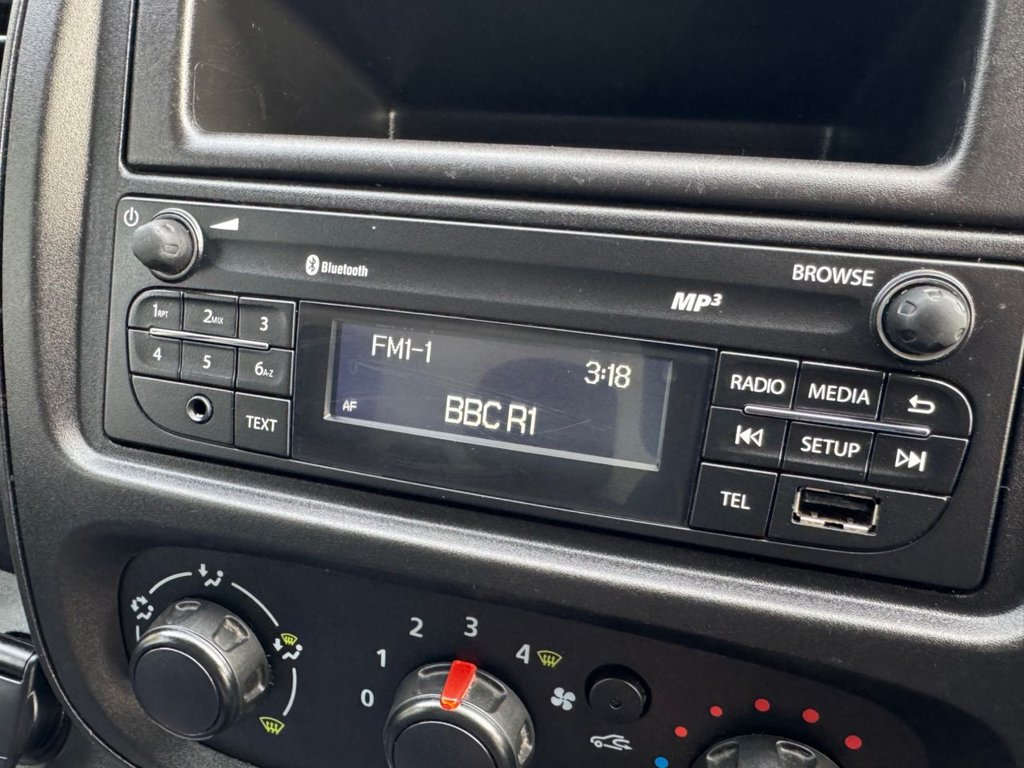 Bluetooth
MP3
BROWSE
1RPT 2MIX 3
4 5 6A-Z
TEXT
FM1-1
3:18
AF
BBC R1
RADIO MEDIA
SETUP
TEL
0 1 2 3 4